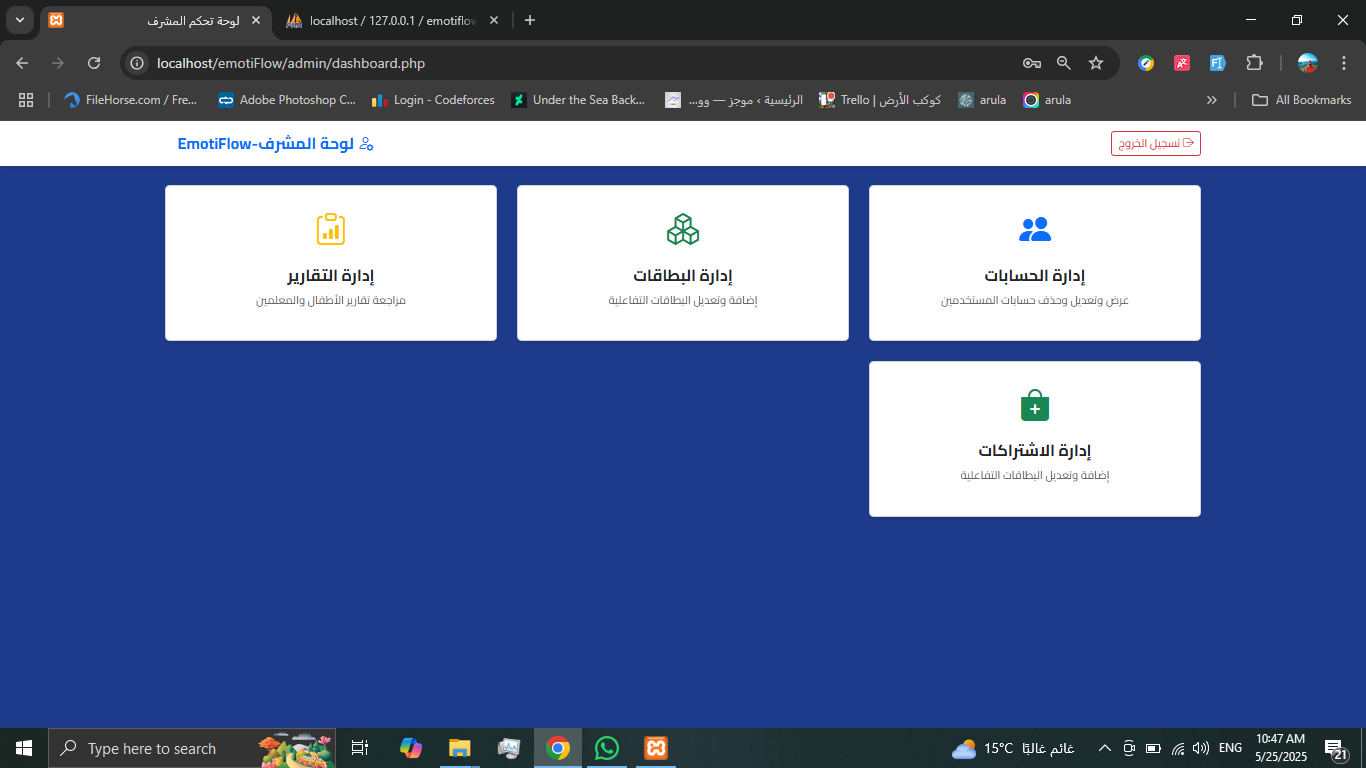 لوحة تحكم المشرف
localhost / 127.0.0.1 / emotiflow
localhost/emotiFlow/admin/dashboard.php
FileHorse.com / Fre...
Adobe Photoshop C...
Login - Codeforces
Under the Sea Back...
الرئيسية › موجز — وو...
كوكب الأرض | Trello
arula
arula
All Bookmarks
لوحة المشرف-EmotiFlow
تسجيل الخروج
إدارة الحسابات
عرض وتعديل وحذف حسابات المستخدمين
إدارة البطاقات
إضافة وتعديل البطاقات التفاعلية
إدارة التقارير
مراجعة تقارير الأطفال والمعلمين
إدارة الاشتراكات
إضافة وتعديل البطاقات التفاعلية
Type here to search
15°C غائم غالبًا
ENG
10:47 AM
5/25/2025
21